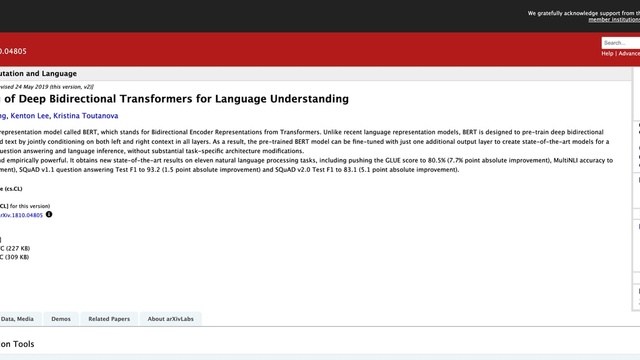 We gratefully acknowledge support from
member institutions
0.04805
Search...
Help | Advance
utation and Language
vised 24 May 2019 (this version, v2)]
of Deep Bidirectional Transformers for Language Understanding
ng, Kenton Lee, Kristina Toutanova
representation model called BERT, which stands for Bidirectional Encoder Representations from Transformers. Unlike recent language representation models, BERT is designed to pre-train deep bidirectional
d text by jointly conditioning on both left and right context in all layers. As a result, the pre-trained BERT model can be fine-tuned with just one additional output layer to create state-of-the-art models for a
question answering and language inference, without substantial task-specific architecture modifications.
nd empirically powerful. It obtains new state-of-the-art results on eleven natural language processing tasks, including pushing the GLUE score to 80.5% (7.7% point absolute improvement), MultiNLI accuracy to
ment), SQuAD v1.1 question answering Test F1 to 93.2 (1.5 point absolute improvement) and SQuAD v2.0 Test F1 to 83.1 (5.1 point absolute improvement).
e (cs.CL)
CL] for this version)
arXiv.1810.04805
]
C (227 KB)
C (309 KB)
Data, Media Demos Related Papers About arXivLabs
on Tools